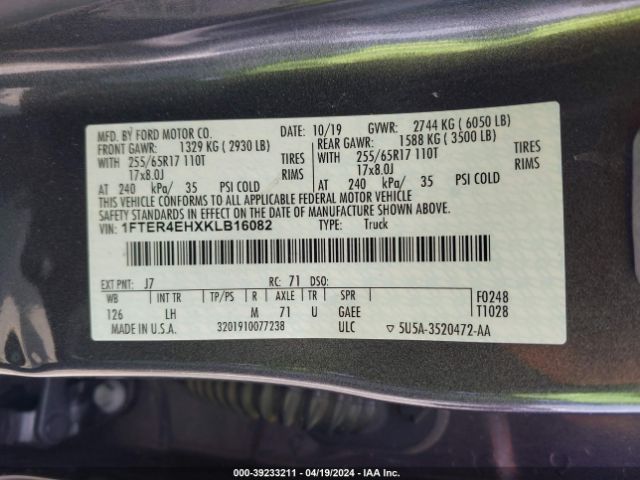 MFD. BY FORD MOTOR CO. DATE: 10/19 GVWR: 2744 KG ( 6050 LB)
FRONT GAWR: 1329 KG ( 2930 LB) REAR GAWR: 1588 KG ( 3500 LB)
WITH 255/65R17 110T TIRES WITH 255/65R17 110T TIRES
17x8.0J RIMS 17x8.0J RIMS
AT 240 kPa/ 35 PSI COLD AT 240 kPa/ 35 PSI COLD
THIS VEHICLE CONFORMS TO ALL APPLICABLE FEDERAL MOTOR VEHICLE
SAFETY STANDARDS IN EFFECT ON THE DATE OF MANUFACTURE SHOWN ABOVE.
VIN: 1FTER4EHXKLB16082 TYPE: Truck
EXT PNT: J7 RC: 71 DSO:
WB INT TR TP/PS R AXLE TR SPR F0248
126 LH M 71 U GAEE T1028
MADE IN U.S.A. 3201910077238 ULC ▽ 5U5A-3520472-AA
000-39233211 - 04/19/2024 - IAA Inc.